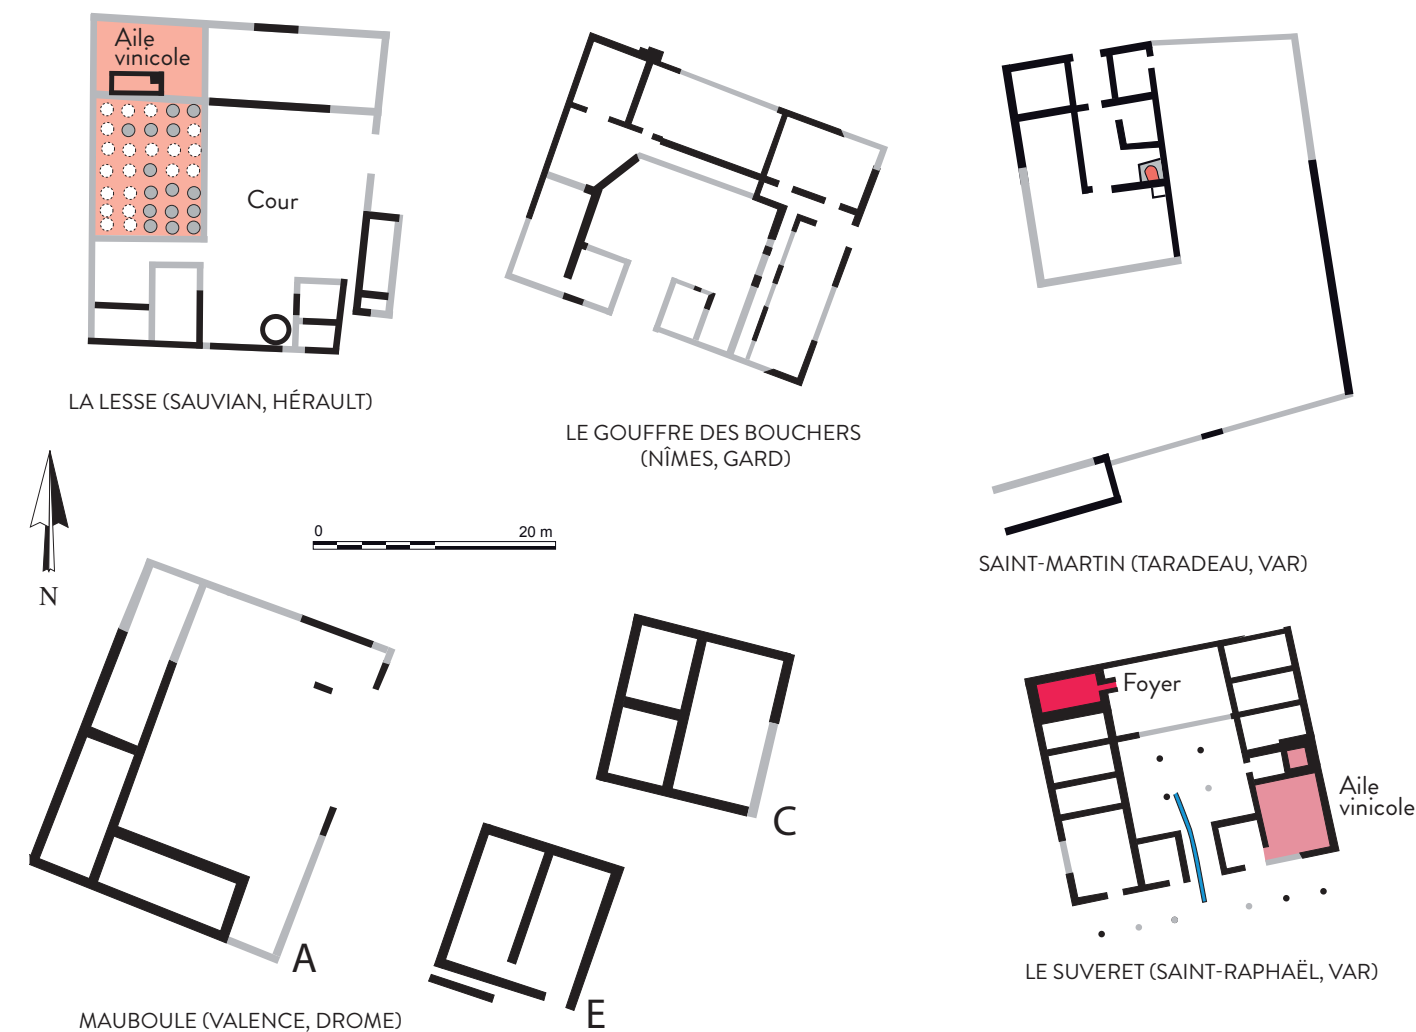 Aile
vinicole
Cour
LA LESSE (SAUVIAN, HÉRAULT)
LE GOUFFRE DES BOUCHERS
(NÎMES, GARD)
SAINT-MARTIN (TARADEAU, VAR)
N
0 20 m
A
C
E
MAUBOULE (VALENCE, DROME)
Foyer
Aile
vinicole
LE SUVERET (SAINT-RAPHAËL, VAR)